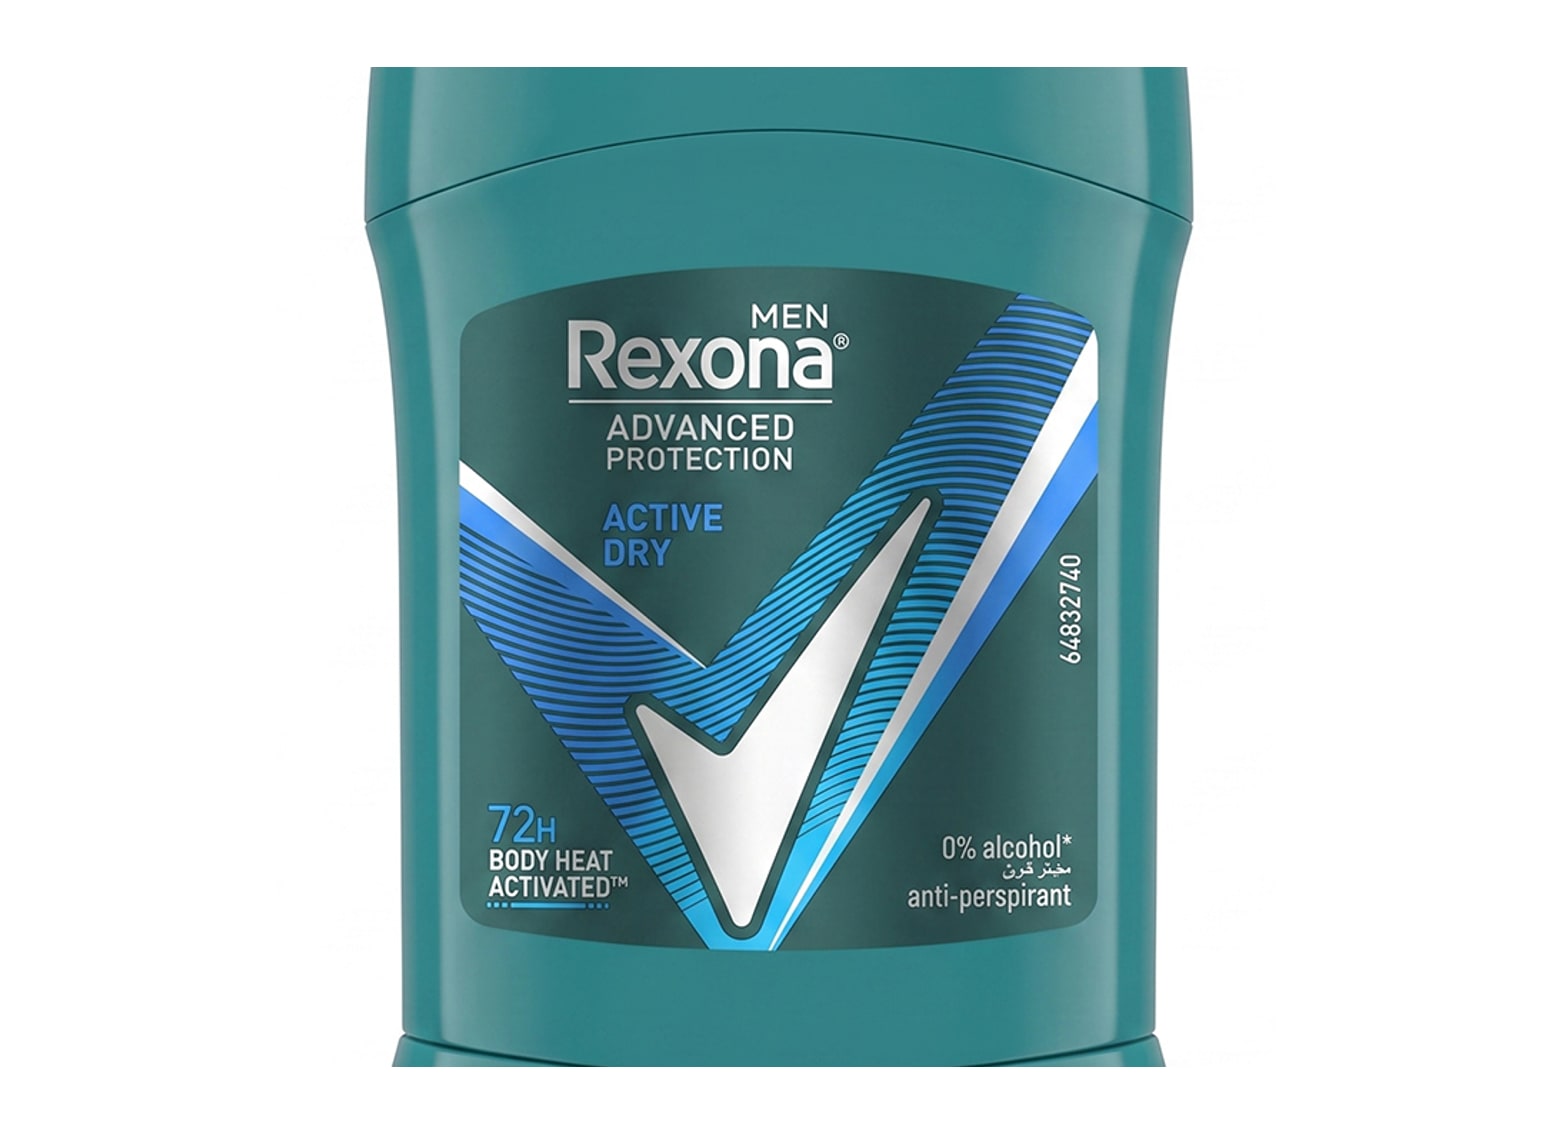 MEN
Rexona®
ADVANCED
PROTECTION
ACTIVE
DRY
64832740
72H
BODY HEAT
ACTIVATED™
0% alcohol*
anti-perspirant